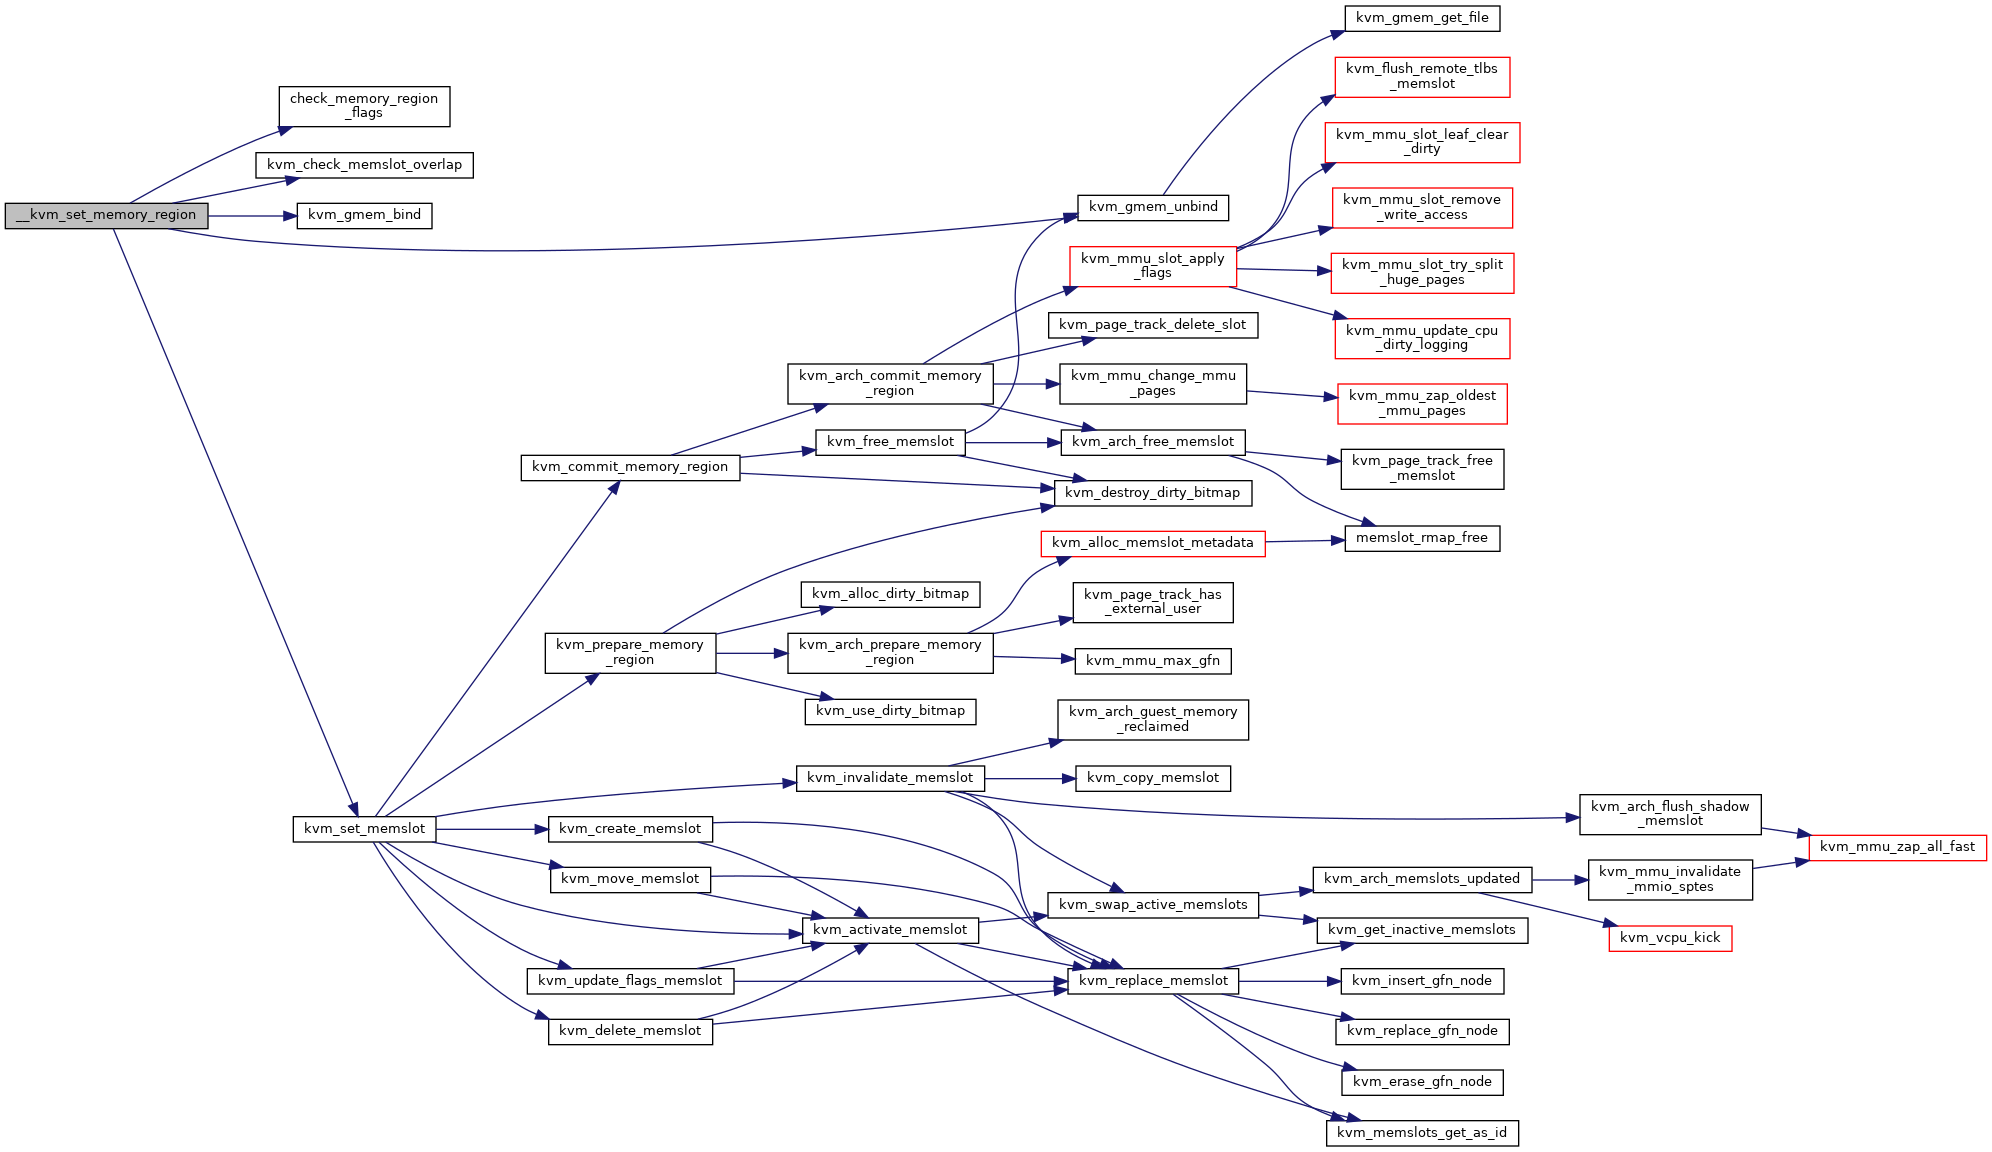 __kvm_set_memory_region
check_memory_region
_flags
kvm_check_memslot_overlap
kvm_gmem_bind
kvm_set_memslot
kvm_commit_memory_region
kvm_prepare_memory
_region
kvm_create_memslot
kvm_move_memslot
kvm_update_flags_memslot
kvm_delete_memslot
kvm_arch_commit_memory
_region
kvm_free_memslot
kvm_alloc_dirty_bitmap
kvm_arch_prepare_memory
_region
kvm_use_dirty_bitmap
kvm_invalidate_memslot
kvm_activate_memslot
kvm_gmem_unbind
kvm_mmu_slot_apply
_flags
kvm_page_track_delete_slot
kvm_mmu_change_mmu
_pages
kvm_arch_free_memslot
kvm_destroy_dirty_bitmap
kvm_alloc_memslot_metadata
kvm_page_track_has
_external_user
kvm_mmu_max_gfn
kvm_arch_guest_memory
_reclaimed
kvm_copy_memslot
kvm_swap_active_memslots
kvm_replace_memslot
kvm_gmem_get_file
kvm_flush_remote_tlbs
_memslot
kvm_mmu_slot_leaf_clear
_dirty
kvm_mmu_slot_remove
_write_access
kvm_mmu_slot_try_split
_huge_pages
kvm_mmu_update_cpu
_dirty_logging
kvm_mmu_zap_oldest
_mmu_pages
kvm_page_track_free
_memslot
memslot_rmap_free
kvm_arch_memslots_updated
kvm_get_inactive_memslots
kvm_insert_gfn_node
kvm_replace_gfn_node
kvm_erase_gfn_node
kvm_memslots_get_as_id
kvm_arch_flush_shadow
_memslot
kvm_mmu_invalidate
_mmio_sptes
kvm_vcpu_kick
kvm_mmu_zap_all_fast